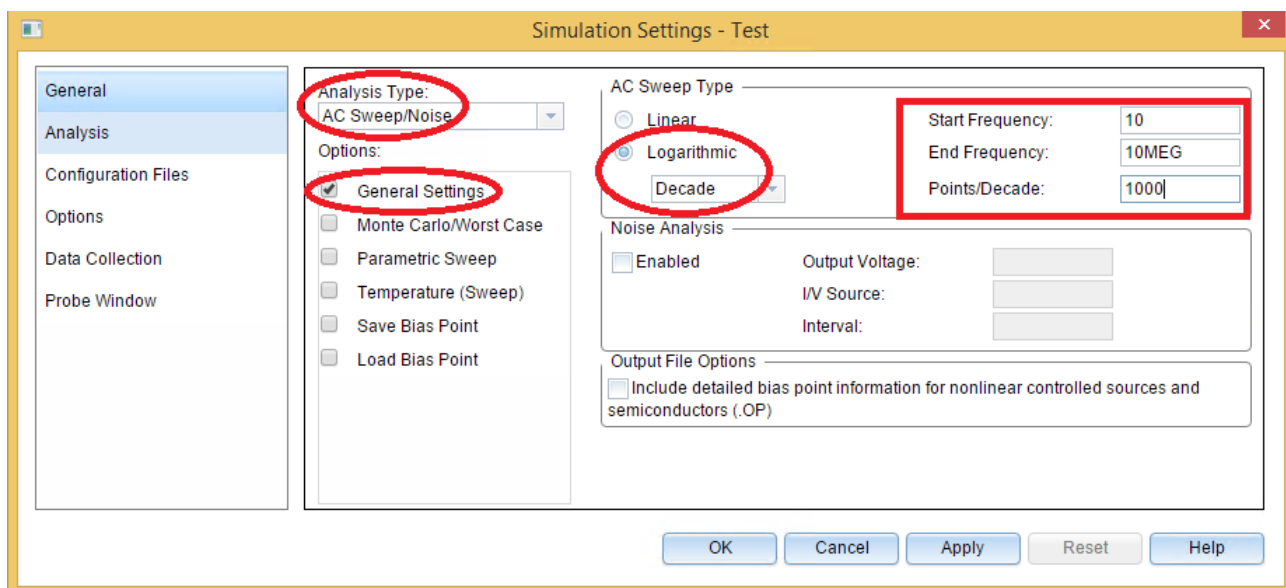 Simulation Settings - Test
General
Analysis
Configuration Files
Options
Data Collection
Probe Window
Analysis Type:
AC Sweep/Noise
Options:
General Settings
Monte Carlo/Worst Case
Parametric Sweep
Temperature (Sweep)
Save Bias Point
Load Bias Point
AC Sweep Type
Linear
Logarithmic
Decade
Start Frequency: 10
End Frequency: 10MEG
Points/Decade: 1000
Noise Analysis
Enabled
Output Voltage:
I/V Source:
Interval:
Output File Options
Include detailed bias point information for nonlinear controlled sources and
semiconductors (.OP)
OK Cancel Apply Reset Help